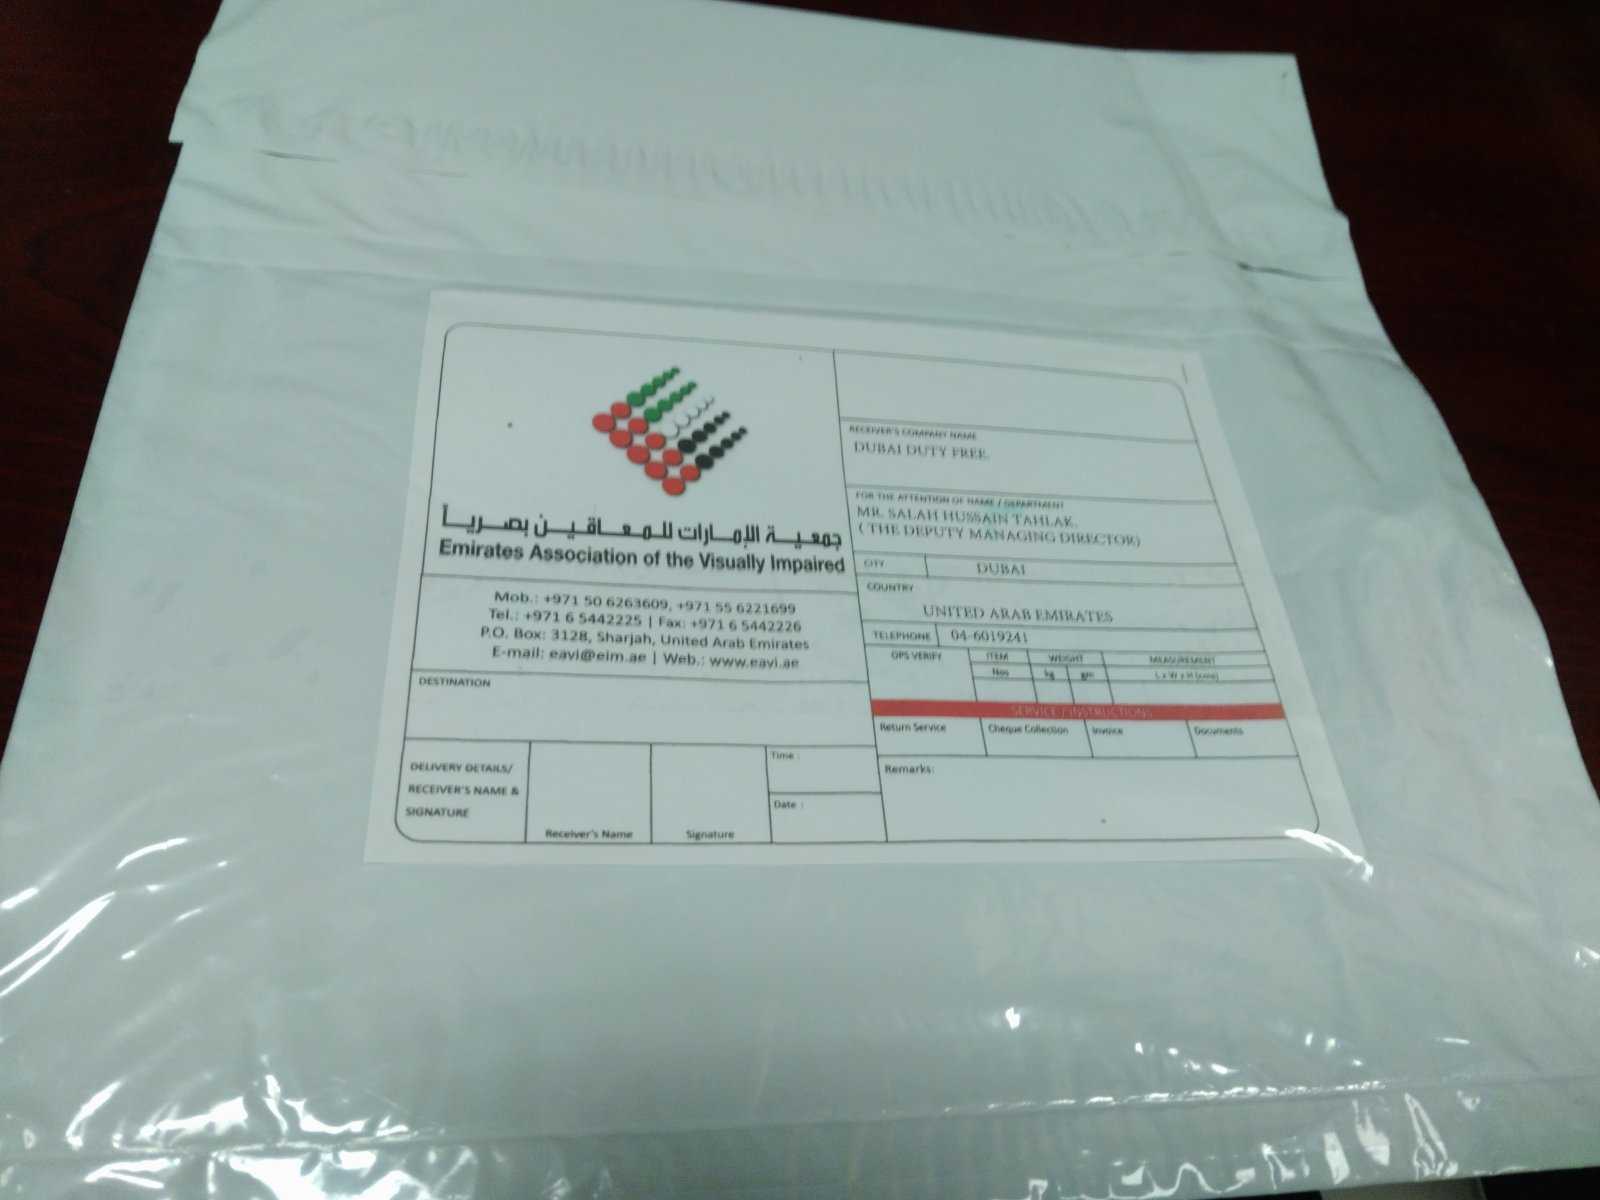 جمعية الإمارات للمعاقين بصرياً
Emirates Association of the Visually Impaired
Mob.: +971 50 6263609, +971 55 6221699
Tel.: +971 6 5442225 | Fax: +971 6 5442226
P.O. Box: 3128, Sharjah, United Arab Emirates
E-mail: eavi@eim.ae | Web.: www.eavi.ae
DESTINATION
DELIVERY DETAILS/
RECEIVER'S NAME &
SIGNATURE
Receiver's Name
Signature
Time :
Date :
RECEIVER'S COMPANY NAME
DUBAI DUTY FREE.
FOR THE ATTENTION OF NAME / DEPARTMENT
MR. SALAH HUSSAIN TAHLAK.
( THE DEPUTY MANAGING DIRECTOR)
CITY DUBAI
COUNTRY
UNITED ARAB EMIRATES
TELEPHONE 04-6019241
OPS VERIFY ITEM WEIGHT MEASUREMENT
Nos kg gm L x W x H (cms)
SERVICE / INSTRUCTIONS
Return Service Cheque Collection Invoice Documents
Remarks: